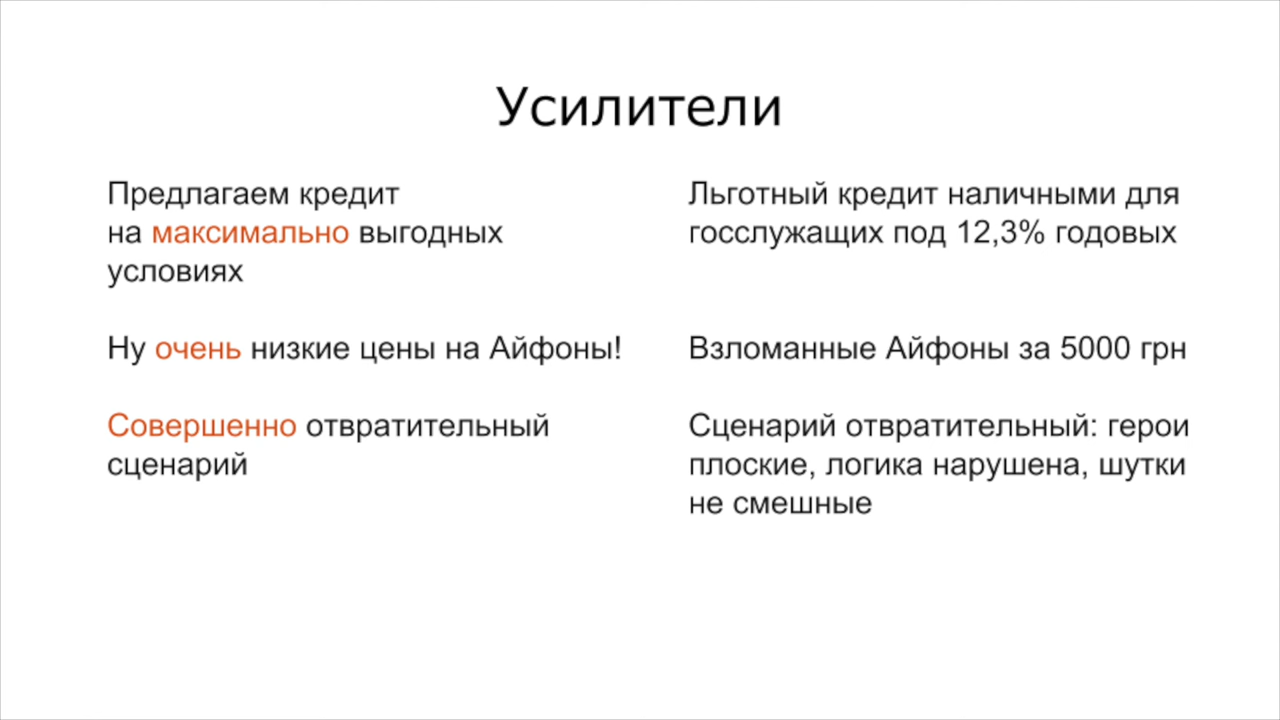 Усилители
Предлагаем кредит
на максимально выгодных
условиях
Льготный кредит наличными для
госслужащих под 12,3% годовых
Ну очень низкие цены на Айфоны!
Взломанные Айфоны за 5000 грн
Совершенно отвратительный
сценарий
Сценарий отвратительный: герои
плоские, логика нарушена, шутки
не смешные